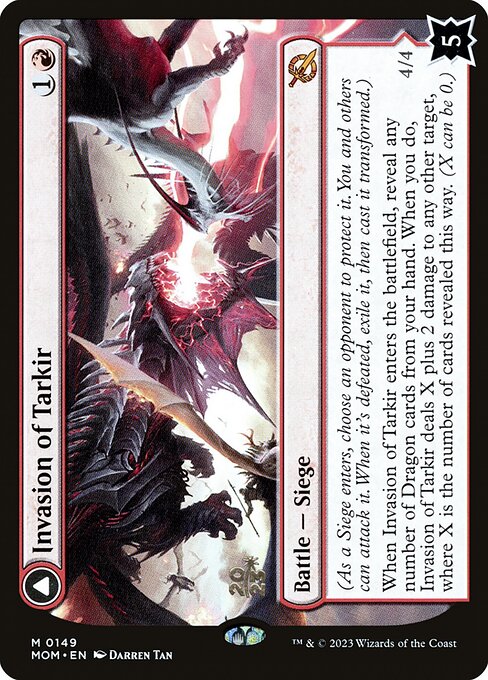 Invasion of Tarkir
1
Battle — Siege
(As a Siege enters, choose an opponent to protect it. You and others
can attack it. When it's defeated, exile it, then cast it transformed.)
When Invasion of Tarkir enters the battlefield, reveal any
number of Dragon cards from your hand. When you do,
Invasion of Tarkir deals X plus 2 damage to any other target,
where X is the number of cards revealed this way. (X can be 0.)
4/4
5
2023
M 0149
MOM • EN DARREN TAN
™ & © 2023 Wizards of the Coast